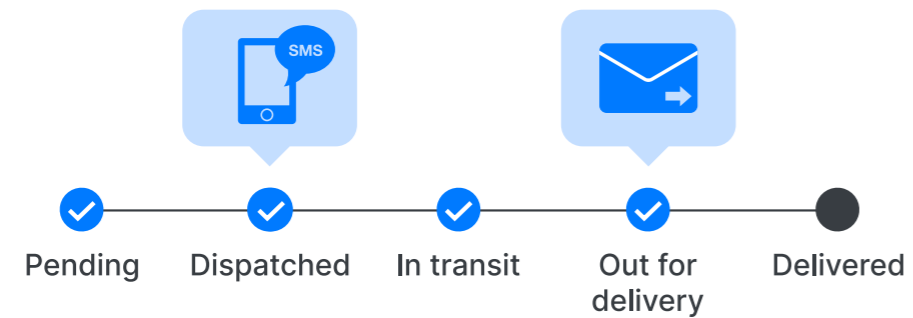 SMS
Pending
Dispatched
In transit
Out for
delivery
Delivered